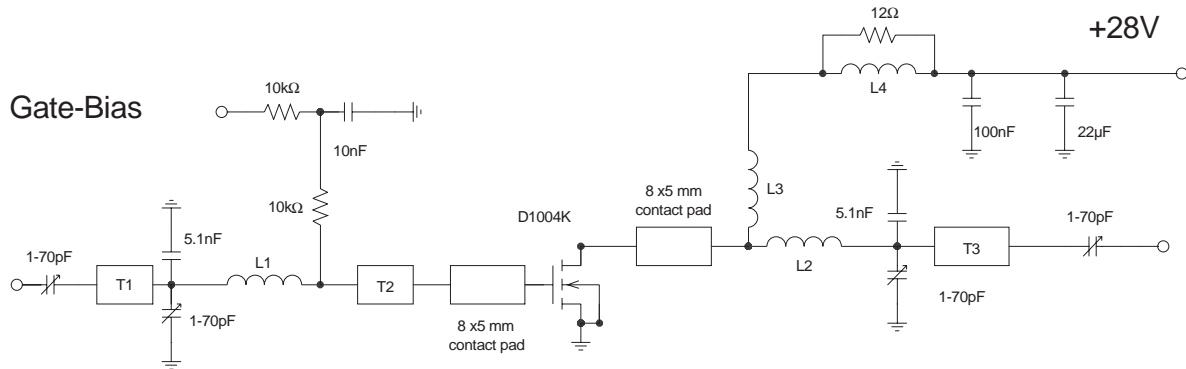 12Ω
+28V
L4
Gate-Bias
10kΩ
10nF
100nF
22µF
L3
8 x5 mm
contact pad
10kΩ
D1004K
5.1nF
5.1nF
1-70pF
1-70pF
L1
T3
L2
T1
T2
1-70pF
1-70pF
8 x5 mm
contact pad